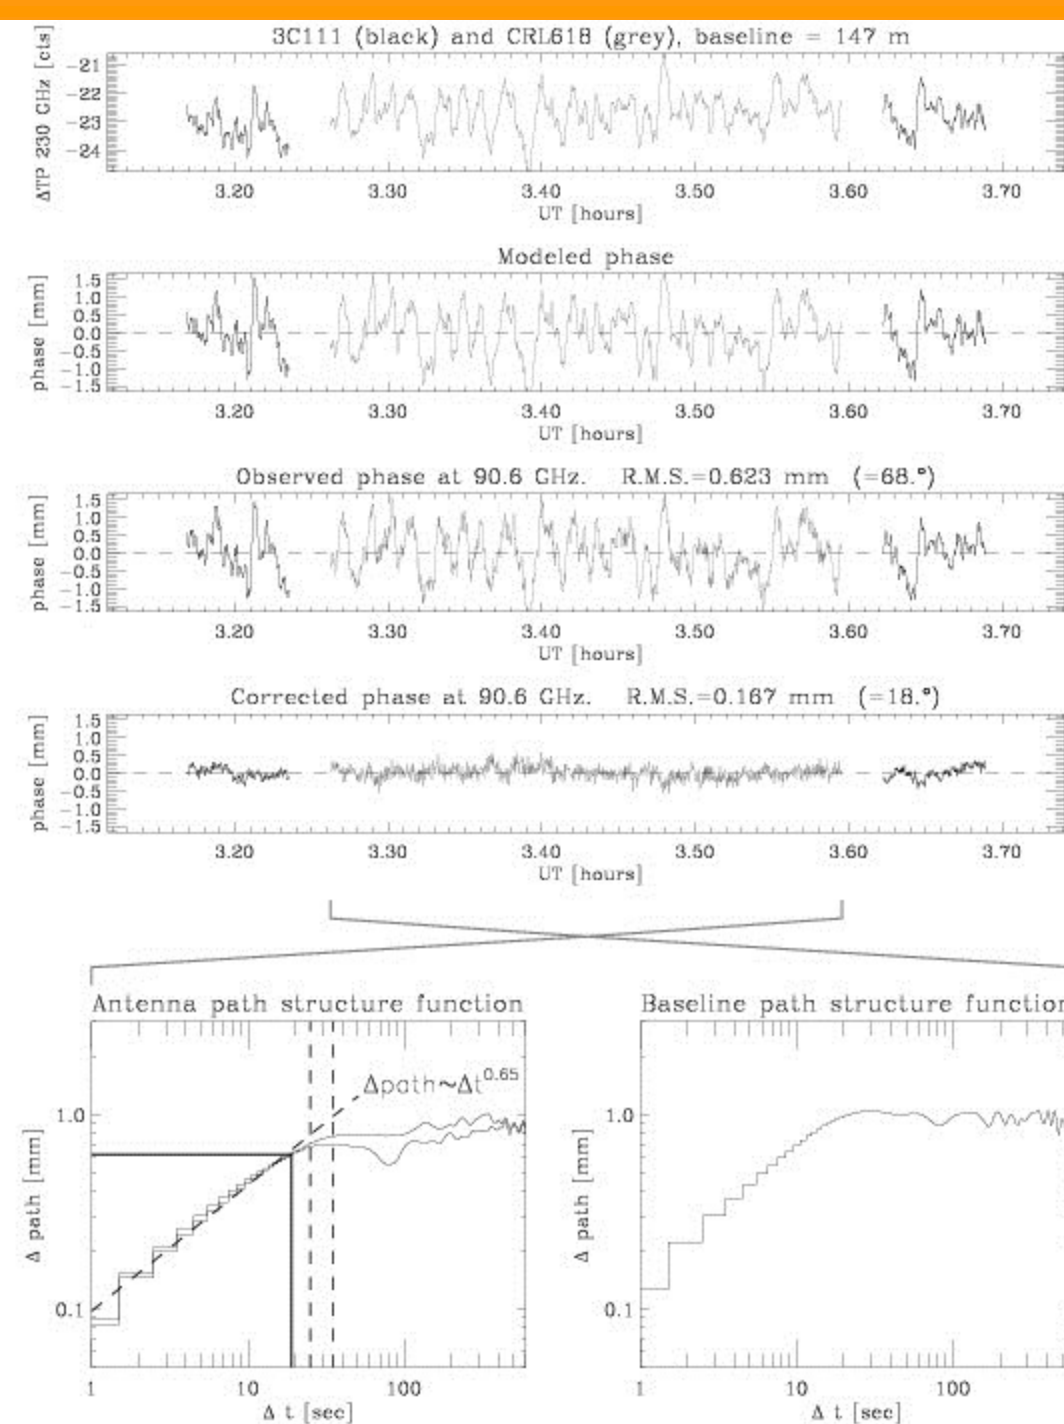 3C111 (black) and CRL618 (grey), baseline = 147 m
ΔTP 230 GHz [cts]
-21
-22
-23
-24
3.20 3.30 3.40 3.50 3.60 3.70
UT [hours]
Modeled phase
phase [mm]
1.5
1.0
0.5
0.0
-0.5
-1.0
-1.5
3.20 3.30 3.40 3.50 3.60 3.70
UT [hours]
Observed phase at 90.6 GHz. R.M.S.=0.623 mm (=68.°)
phase [mm]
1.5
1.0
0.5
0.0
-0.5
-1.0
-1.5
3.20 3.30 3.40 3.50 3.60 3.70
UT [hours]
Corrected phase at 90.6 GHz. R.M.S.=0.167 mm (=18.°)
phase [mm]
1.5
1.0
0.5
0.0
-0.5
-1.0
-1.5
3.20 3.30 3.40 3.50 3.60 3.70
UT [hours]
Antenna path structure function
Δpath~Δt^0.65
Δ path [mm]
1.0
0.1
1 10 100
Δ t [sec]
Baseline path structure function
Δ path [mm]
1.0
0.1
1 10 100
Δ t [sec]